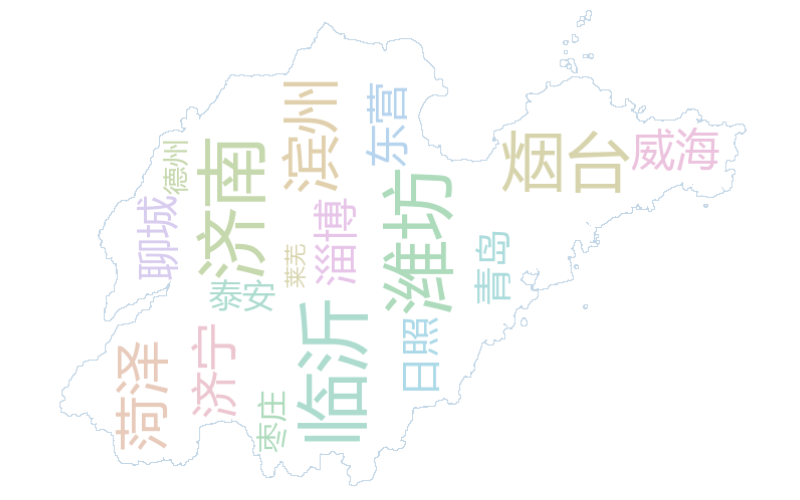 滨州
东营
烟台
威海
德州
济南
聊城
淄博
潍坊
青岛
莱芜
泰安
临沂
日照
济宁
菏泽
枣庄